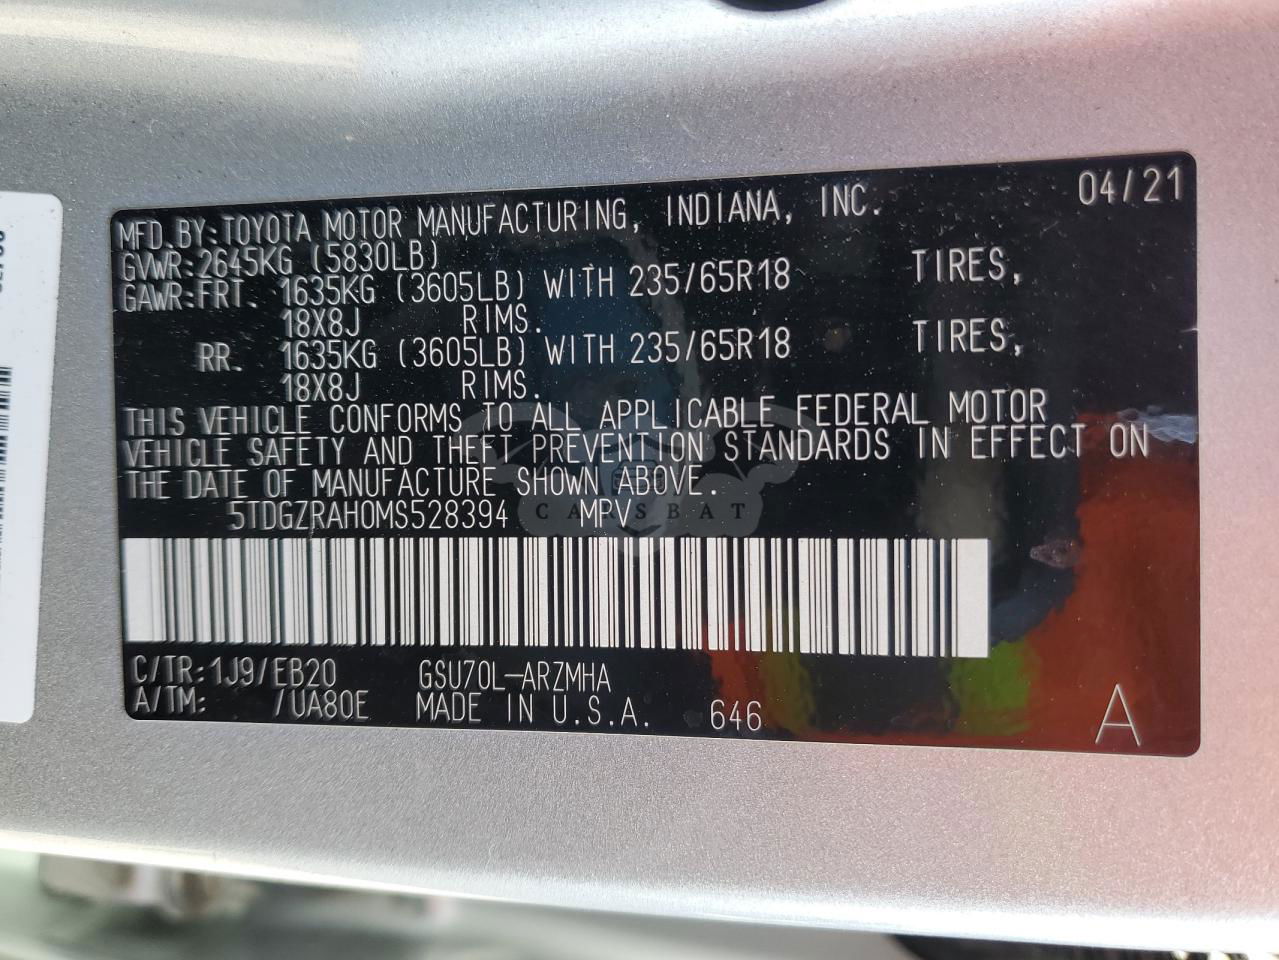 04/21
MFD.BY:TOYOTA MOTOR MANUFACTURING, INDIANA, INC.
GVWR:2645KG (5830LB)
GAWR:FRT. 1635KG (3605LB) WITH 235/65R18 TIRES,
18X8J RIMS.
RR. 1635KG (3605LB) WITH 235/65R18 TIRES,
18X8J RIMS.
THIS VEHICLE CONFORMS TO ALL APPLICABLE FEDERAL MOTOR
VEHICLE SAFETY AND THEFT PREVENTION STANDARDS IN EFFECT ON
THE DATE OF MANUFACTURE SHOWN ABOVE.
5TDGZRAH0MS528394 MPV
CARSBAT
C/TR:1J9/EB20 GSU70L-ARZMHA
A/TM: /UA80E MADE IN U.S.A. 646
A